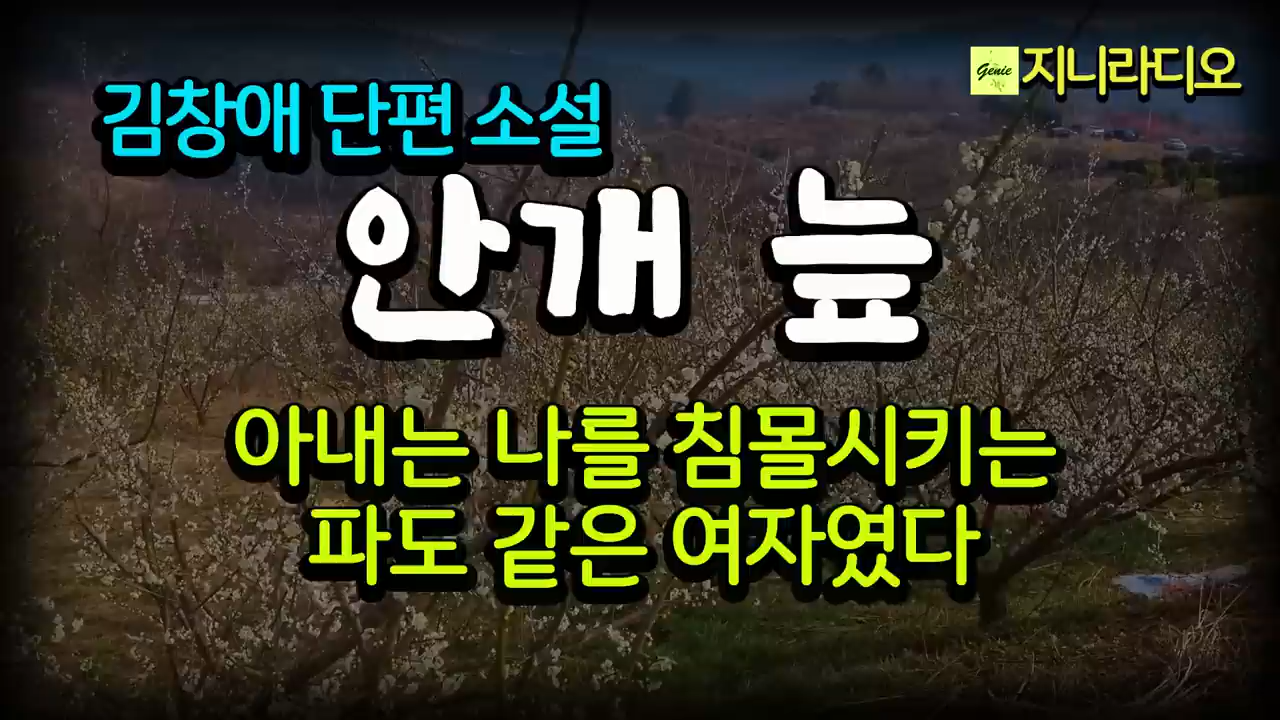 Genie 지니라디오
김창애 단편 소설
안개 늪
아내는 나를 침몰시키는
파도 같은 여자였다